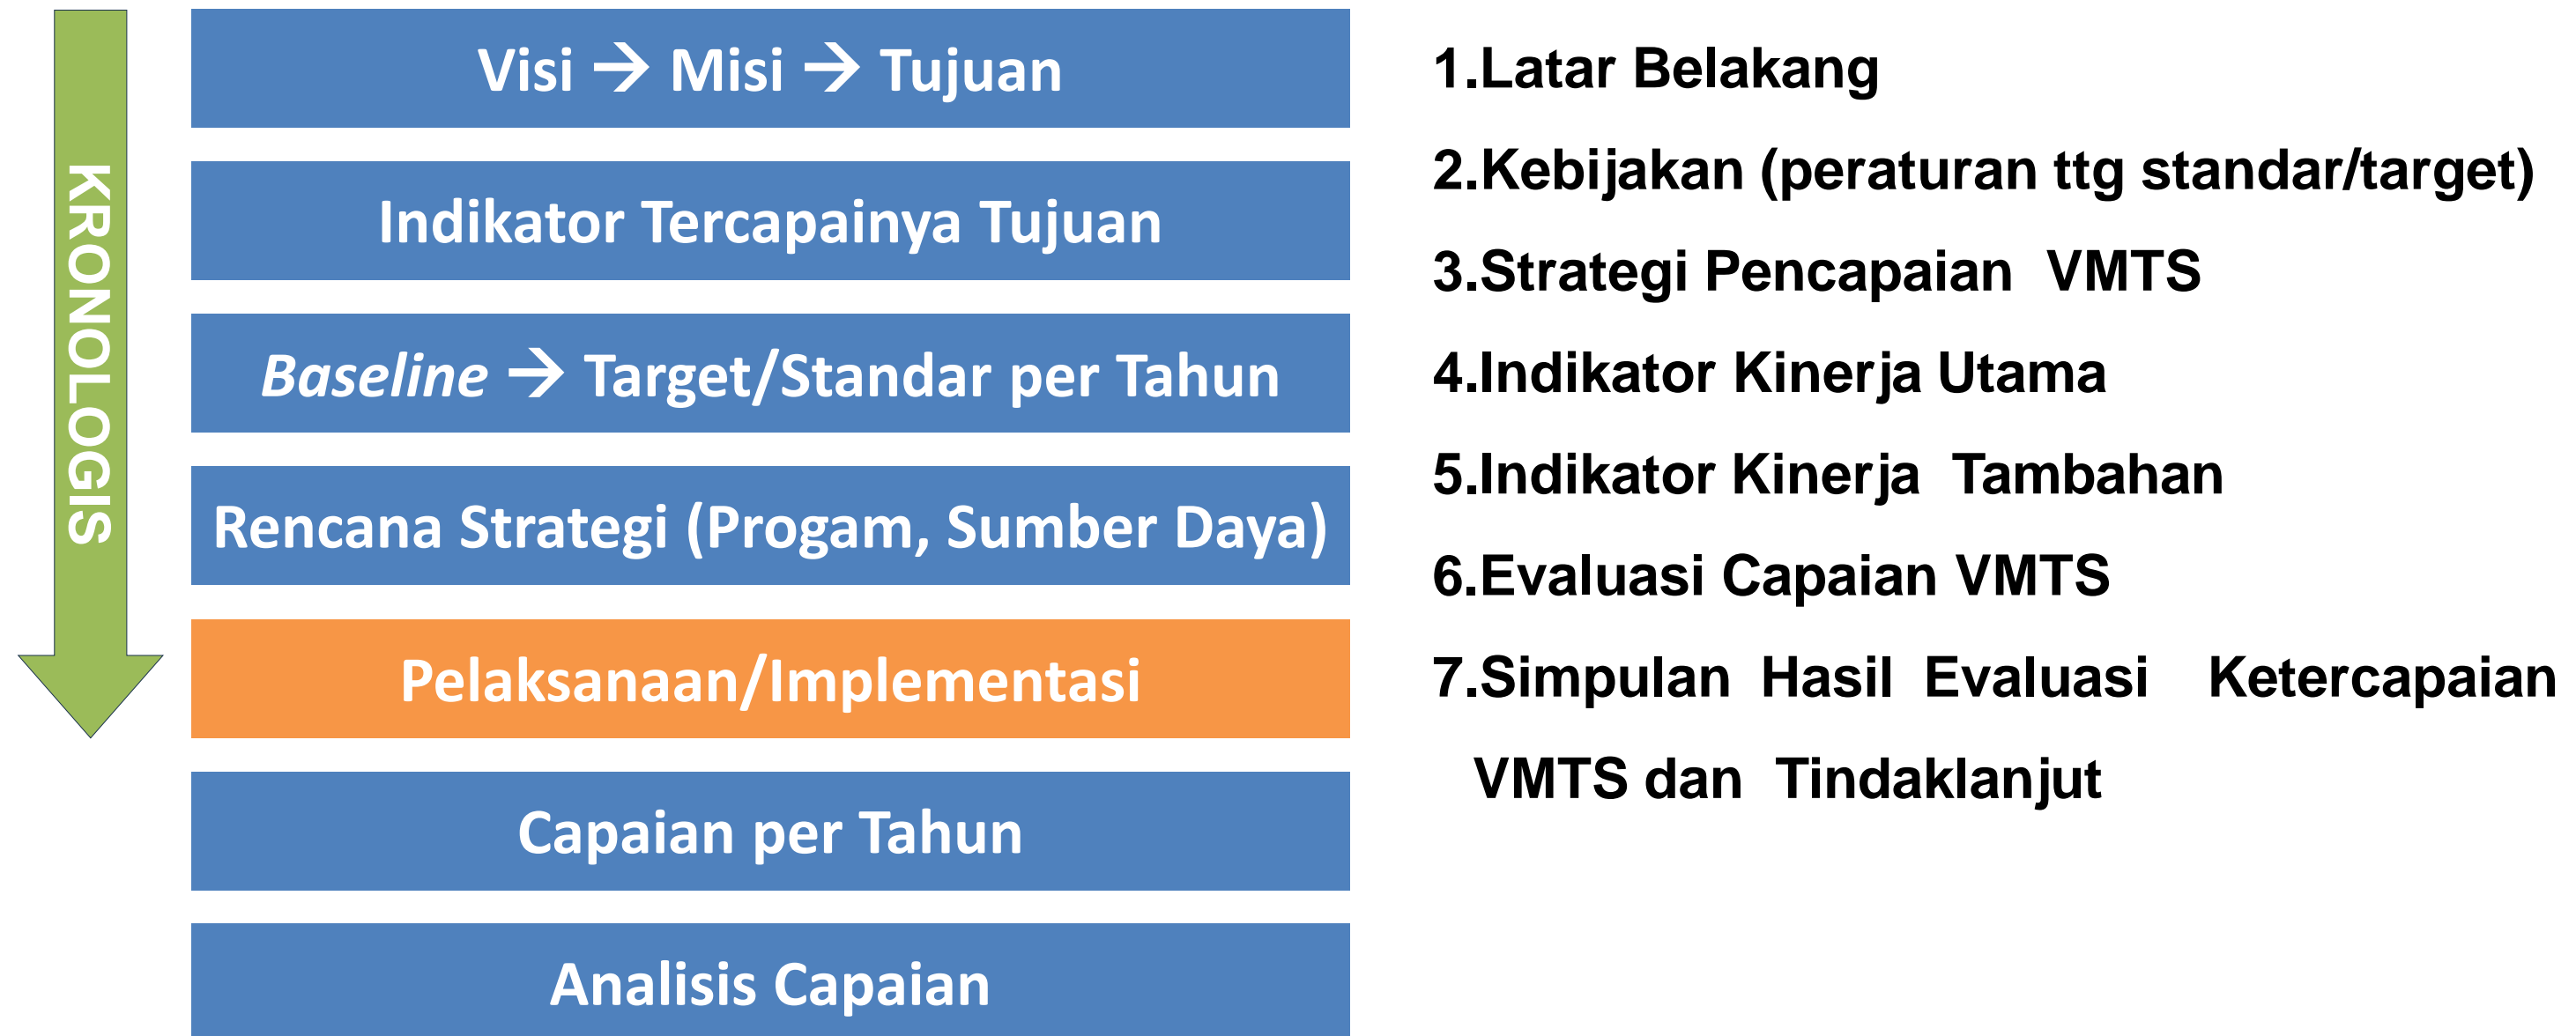 KRONOLOGIS
Visi → Misi → Tujuan
Indikator Tercapainya Tujuan
Baseline → Target/Standar per Tahun
Rencana Strategi (Progam, Sumber Daya)
Pelaksanaan/Implementasi
Capaian per Tahun
Analisis Capaian
1.Latar Belakang
2.Kebijakan (peraturan ttg standar/target)
3.Strategi Pencapaian VMTS
4.Indikator Kinerja Utama
5.Indikator Kinerja Tambahan
6.Evaluasi Capaian VMTS
7.Simpulan Hasil Evaluasi Ketercapaian
VMTS dan Tindaklanjut